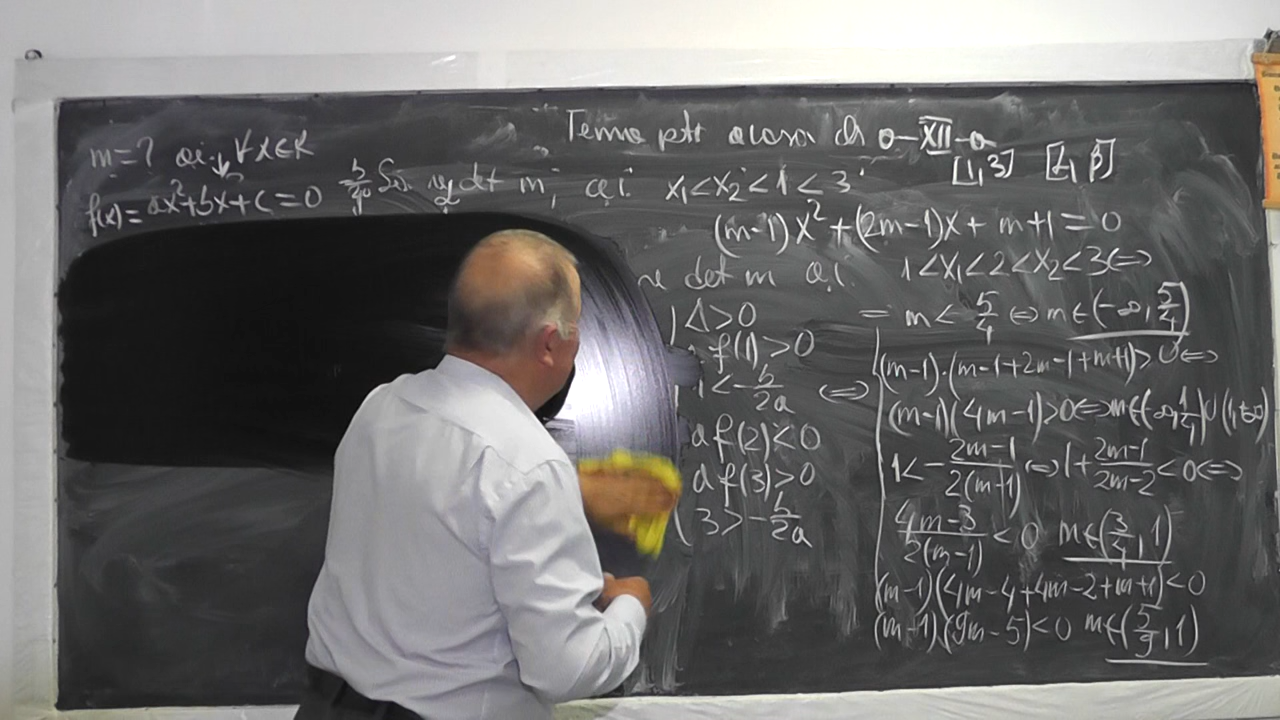 Tema ptr acasa cls a-XII-a
m=? ai. ∀x∈R [1,3] [α,β]
f(x)=ax²+bx+c=0 Să se det m, a.i. x₁<x₂<1<3
(m-1)x²+(2m-1)x+m+1=0
se det m a.i. 1<x₁<2<x₂<3⇔
Δ>0
f(1)>0
1<-b/2a ⇔
a f(2)<0
a f(3)>0
3>-b/2a
= m<5/4 ⇔ m∈(-∞,5/4)
(m-1)·(m-1+2m-1+m+1)>0⇔
(m-1)(4m-1)>0⇔m∈(-∞,1/4)∪(1,+∞)
1<-(2m-1)/(2(m-1)) ⇔ 1+(2m-1)/(2m-2)<0⇔
(4m-3)/(2(m-1))<0 m∈(3/4,1)
(m-1)(4m-4+4m-2+m+1)<0
(m-1)(9m-5)<0 m∈(5/9,1)